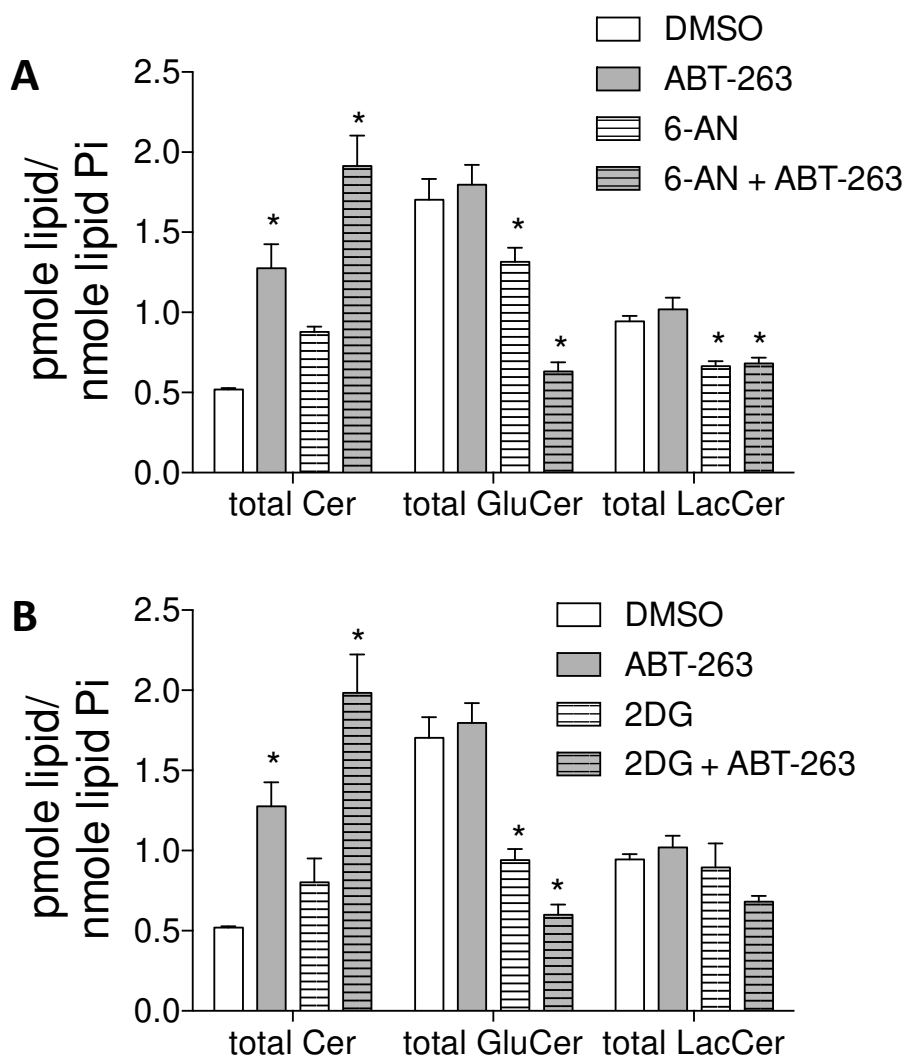 DMSO
A
2.5
ABT-263
*
6-AN
2.0
6-AN + ABT-263
*
*
1.5
pmole lipid/
nmole lipid Pi
1.0
*
* *
0.5
0.0
total Cer total GluCer total LacCer
B
2.5
DMSO
*
ABT-263
2.0
2DG
*
2DG + ABT-263
1.5
pmole lipid/
nmole lipid Pi
*
1.0
*
0.5
0.0
total Cer total GluCer total LacCer